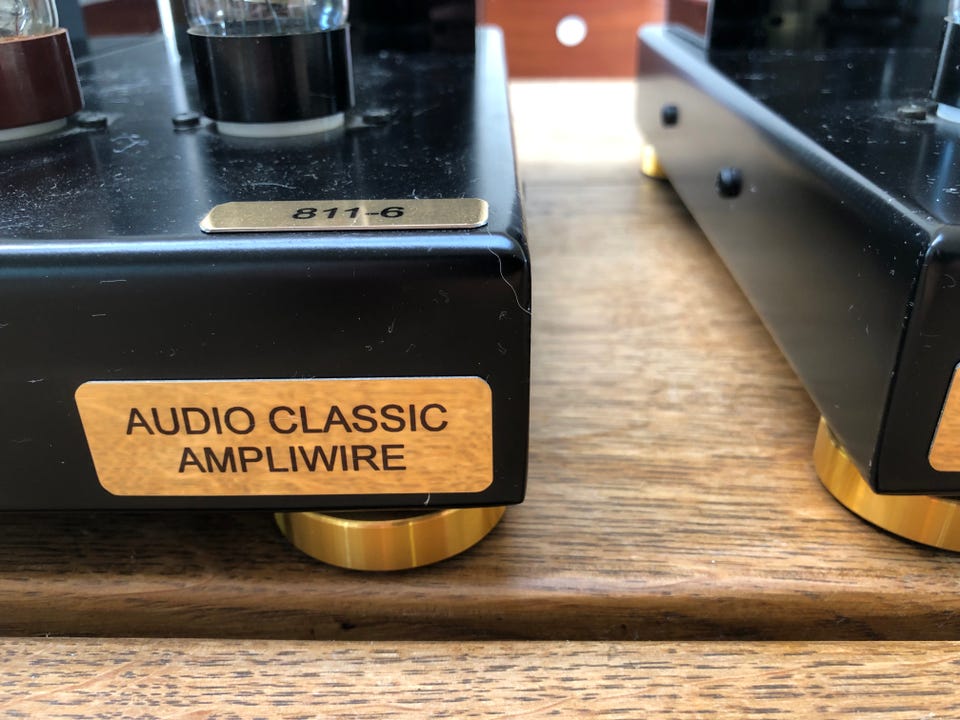 811-6
AUDIO CLASSIC
AMPLIWIRE